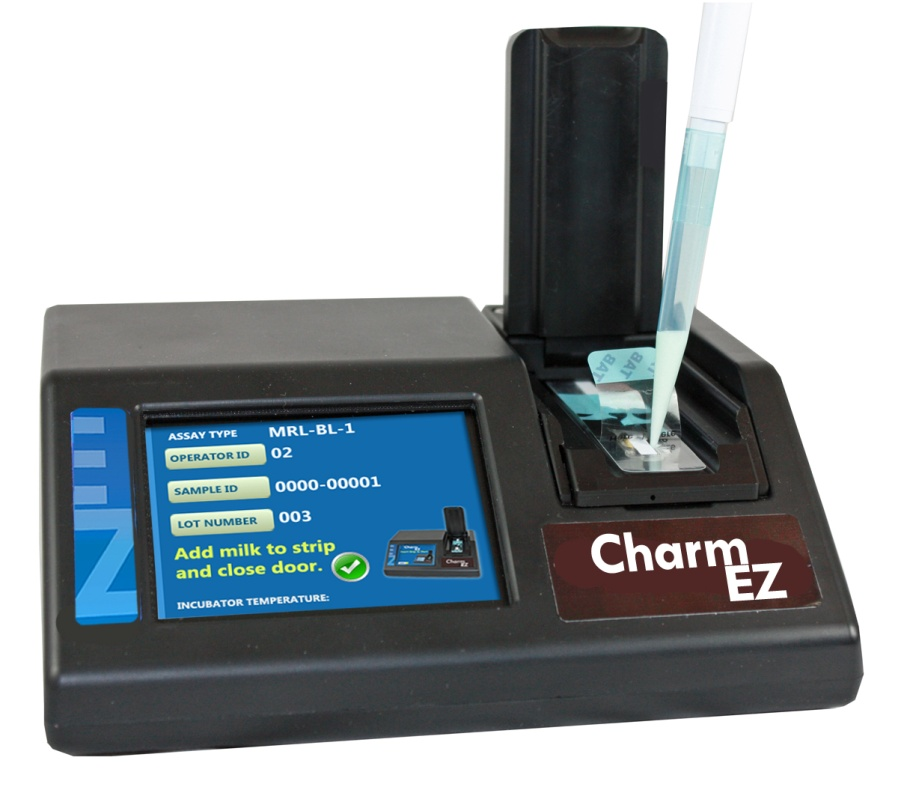 ASSAY TYPE MRL-BL-1
OPERATOR ID 02
SAMPLE ID 0000-00001
LOT NUMBER 003
Add milk to strip
and close door.
INCUBATOR TEMPERATURE:
EZ
Charm
EZ